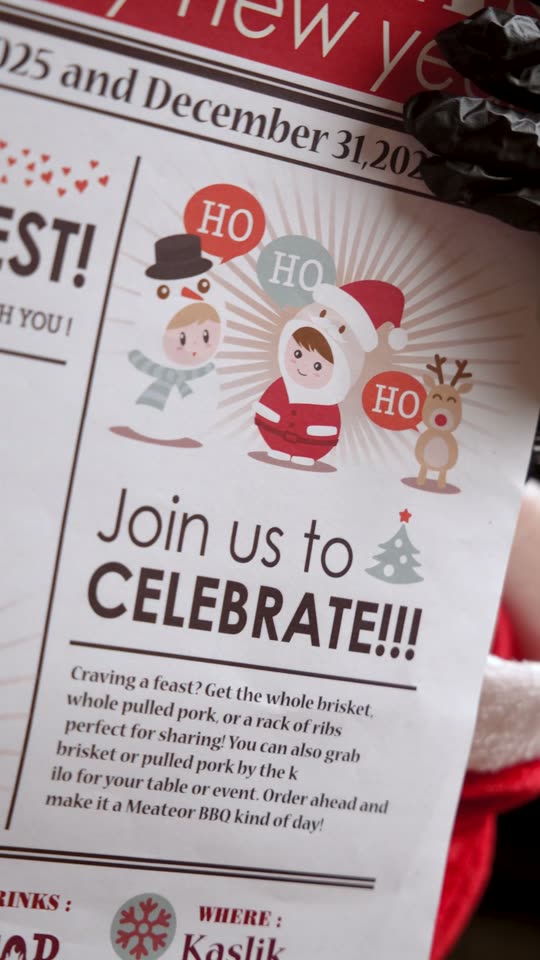 new ye
025 and December 31,202
EST!
H YOU !
HO
HO
HO
Join us to
CELEBRATE!!!
Craving a feast? Get the whole brisket,
whole pulled pork, or a rack of ribs
perfect for sharing! You can also grab
brisket or pulled pork by the k
ilo for your table or event. Order ahead and
make it a Meateor BBQ kind of day!
RINKS :
WHERE :
Kaslik